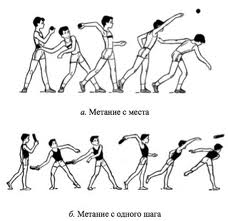 а. Метание с места
б. Метание с одного шага